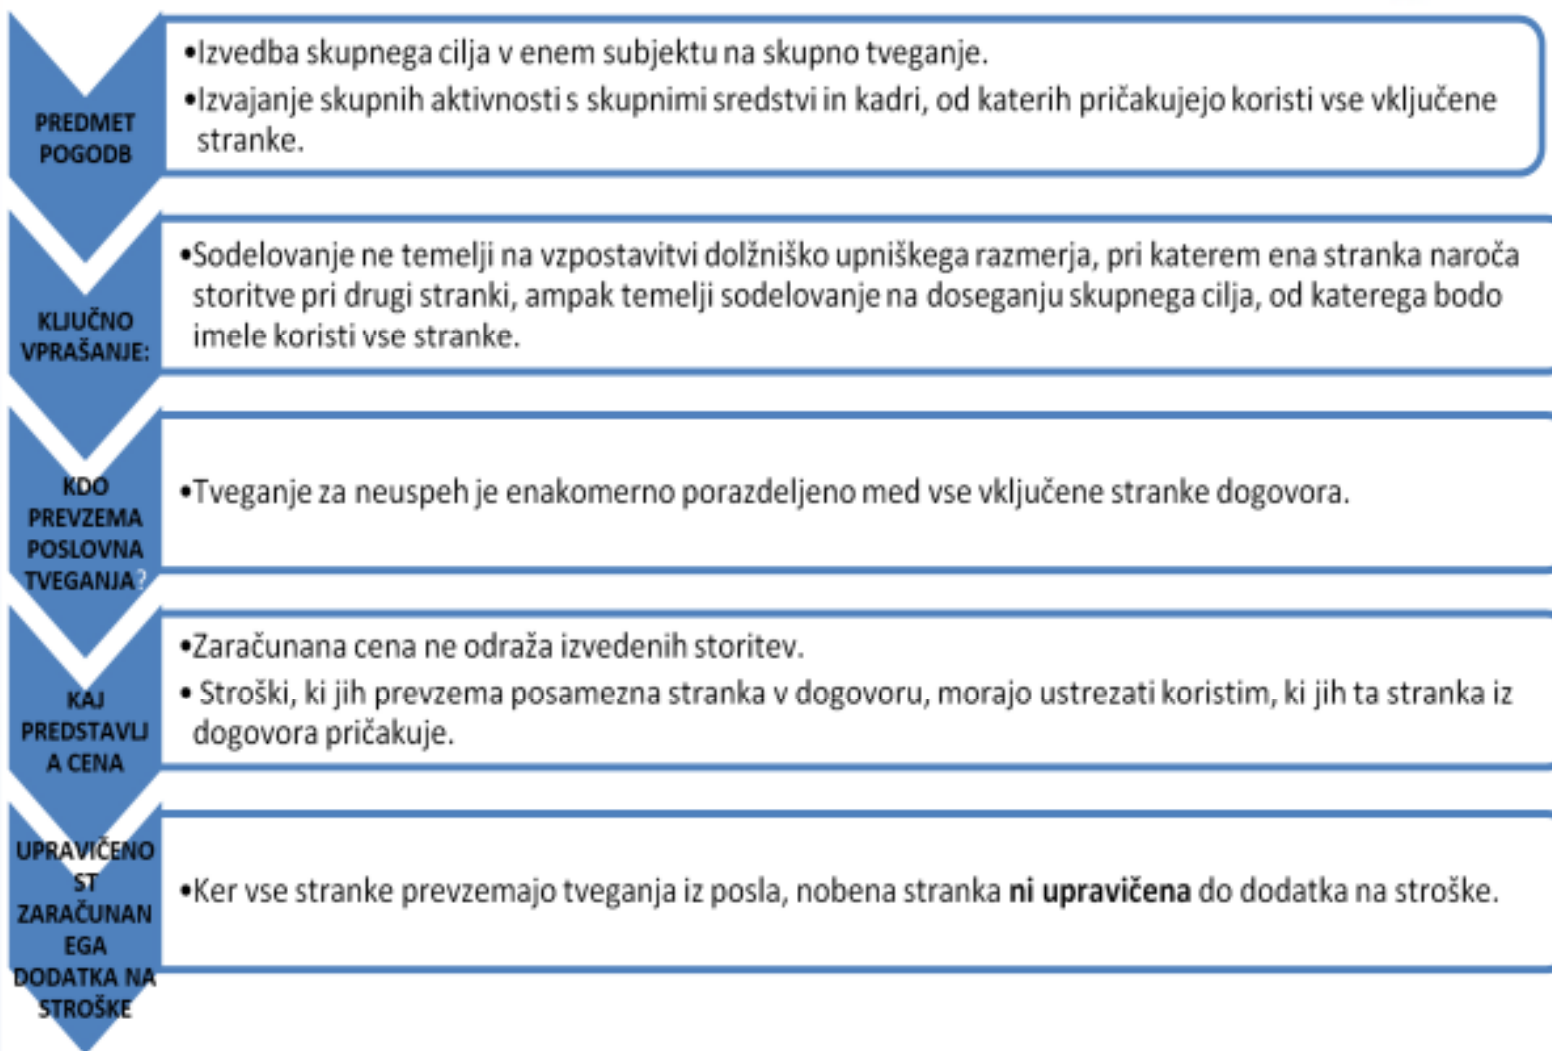 PREDMET
POGODB
•Izvedba skupnega cilja v enem subjektu na skupno tveganje.
•Izvajanje skupnih aktivnosti s skupnimi sredstvi in kadri, od katerih pričakujejo koristi vse vključene
stranke.
KLJUČNO
VPRAŠANJE:
•Sodelovanje ne temelji na vzpostavitvi dolžniško upniškega razmerja, pri katerem ena stranka naroča
storitve pri drugi stranki, ampak temelji sodelovanje na doseganju skupnega cilja, od katerega bodo
imele koristi vse stranke.
KDO
PREVZEMA
POSLOVNA
TVEGANJA?
•Tveganje za neuspeh je enakomerno porazdeljeno med vse vključene stranke dogovora.
KAJ
PREDSTAVLJ
A CENA
•Zaračunana cena ne odraža izvedenih storitev.
• Stroški, ki jih prevzema posamezna stranka v dogovoru, morajo ustrezati koristim, ki jih ta stranka iz
dogovora pričakuje.
UPRAVIČENO
ST
ZARAČUNAN
EGA
DODATKA NA
STROŠKE
•Ker vse stranke prevzemajo tveganja iz posla, nobena stranka ni upravičena do dodatka na stroške.